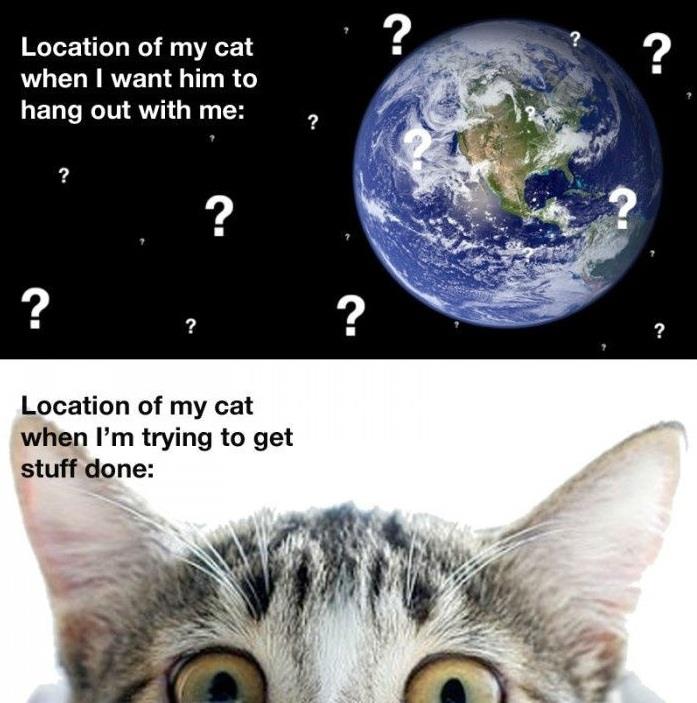 Location of my cat
when I want him to
hang out with me:
? ? ? ?
?
? ?
? ?
?
? ?
? ?
? ?
?
? ?
? ? ?
?
Location of my cat
when I'm trying to get
stuff done: